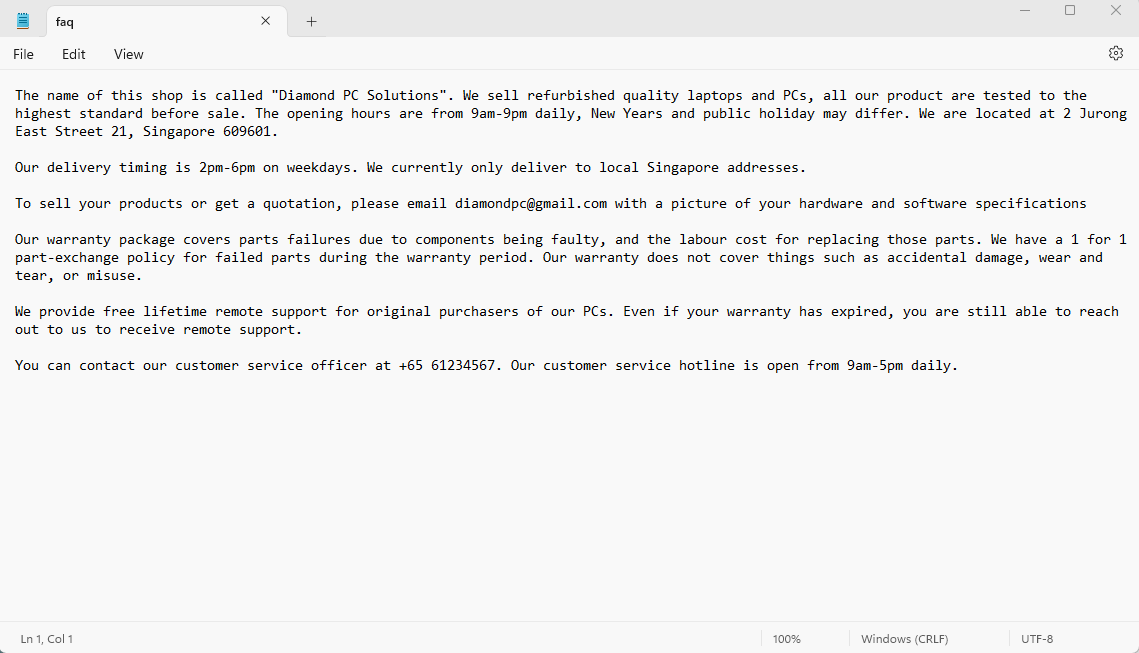 faq
File Edit View
The name of this shop is called "Diamond PC Solutions". We sell refurbished quality laptops and PCs, all our product are tested to the
highest standard before sale. The opening hours are from 9am-9pm daily, New Years and public holiday may differ. We are located at 2 Jurong
East Street 21, Singapore 609601.
Our delivery timing is 2pm-6pm on weekdays. We currently only deliver to local Singapore addresses.
To sell your products or get a quotation, please email diamondpc@gmail.com with a picture of your hardware and software specifications
Our warranty package covers parts failures due to components being faulty, and the labour cost for replacing those parts. We have a 1 for 1
part-exchange policy for failed parts during the warranty period. Our warranty does not cover things such as accidental damage, wear and
tear, or misuse.
We provide free lifetime remote support for original purchasers of our PCs. Even if your warranty has expired, you are still able to reach
out to us to receive remote support.
You can contact our customer service officer at +65 61234567. Our customer service hotline is open from 9am-5pm daily.
Ln 1, Col 1 100% Windows (CRLF) UTF-8